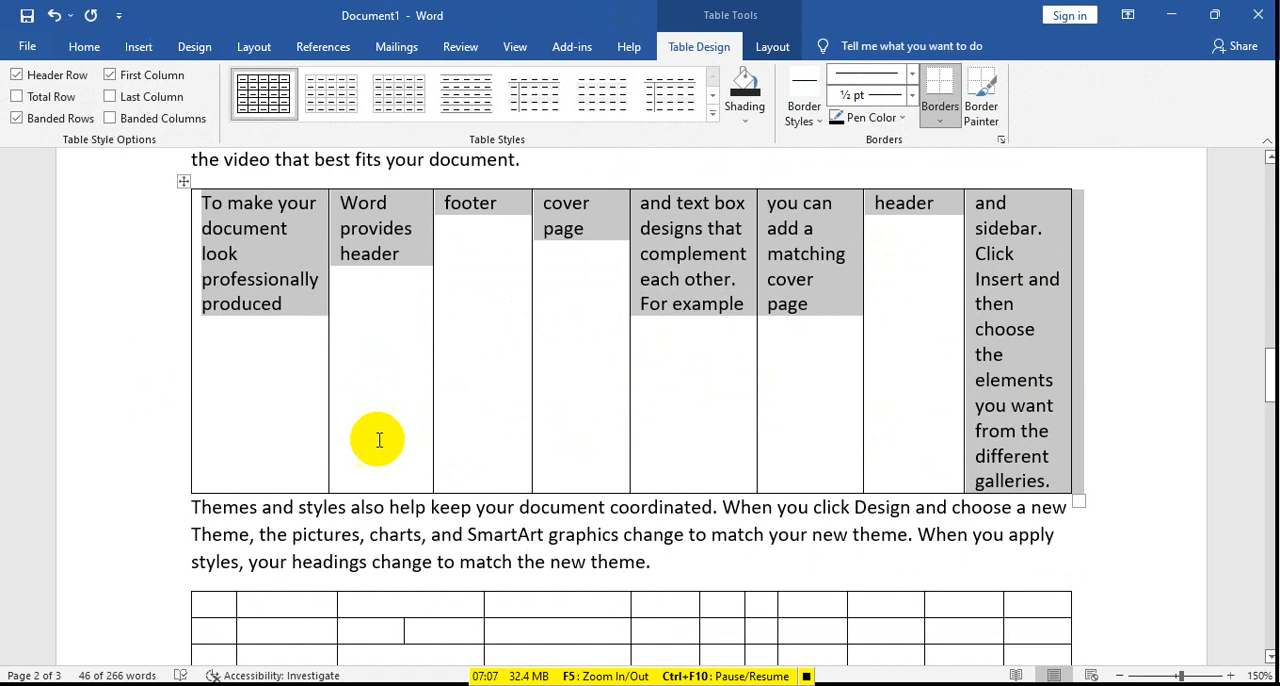 Document1 - Word
Table Tools
Sign in
File Home Insert Design Layout References Mailings Review View Add-ins Help Table Design Layout Tell me what you want to do Share
Header Row First Column
Total Row Last Column
Banded Rows Banded Columns
Table Style Options
Table Styles
Shading
Border
Styles
½ pt
Pen Color
Borders
Border
Painter
Borders
the video that best fits your document.
To make your
document
look
professionally
produced
Word
provides
header
footer
cover
page
and text box
designs that
complement
each other.
For example
you can
add a
matching
cover
page
header
and
sidebar.
Click
Insert and
then
choose
the
elements
you want
from the
different
galleries.
Themes and styles also help keep your document coordinated. When you click Design and choose a new
Theme, the pictures, charts, and SmartArt graphics change to match your new theme. When you apply
styles, your headings change to match the new theme.
Page 2 of 3 46 of 266 words Accessibility: Investigate 07:07 32.4 MB F5: Zoom In/Out Ctrl+F10: Pause/Resume 150%